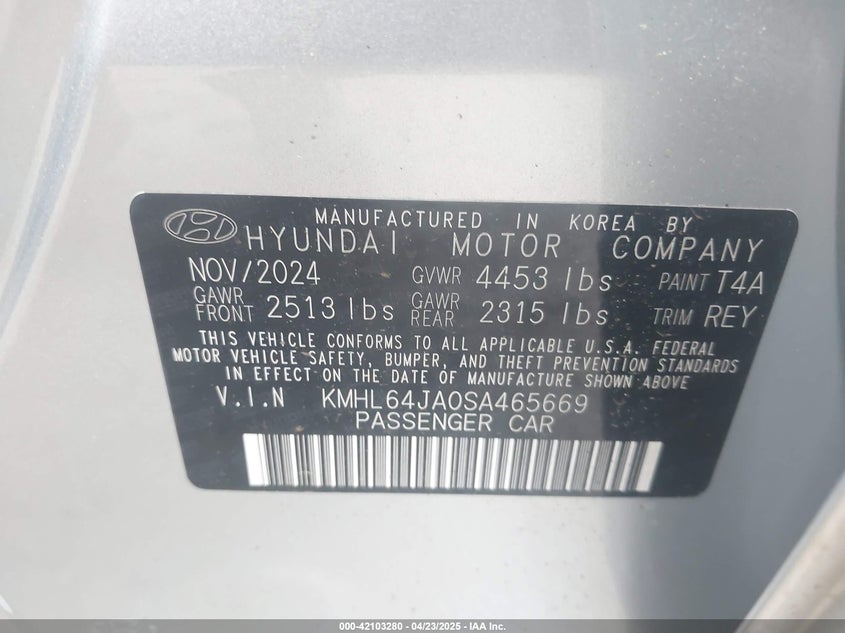 MANUFACTURED IN KOREA BY
HYUNDAI MOTOR COMPANY
NOV/2024 GVWR 4453 lbs PAINT T4A
GAWR FRONT 2513 lbs GAWR REAR 2315 lbs TRIM REY
THIS VEHICLE CONFORMS TO ALL APPLICABLE U.S.A. FEDERAL
MOTOR VEHICLE SAFETY, BUMPER, AND THEFT PREVENTION STANDARDS
IN EFFECT ON THE DATE OF MANUFACTURE SHOWN ABOVE
V.I.N KMHL64JA0SA465669
PASSENGER CAR
000-42103280 - 04/23/2025 - IAA Inc.